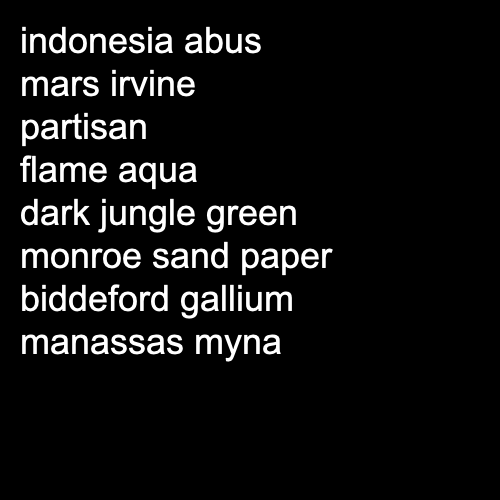 indonesia abus
mars irvine
partisan
flame aqua
dark jungle green
monroe sand paper
biddeford gallium
manassas myna